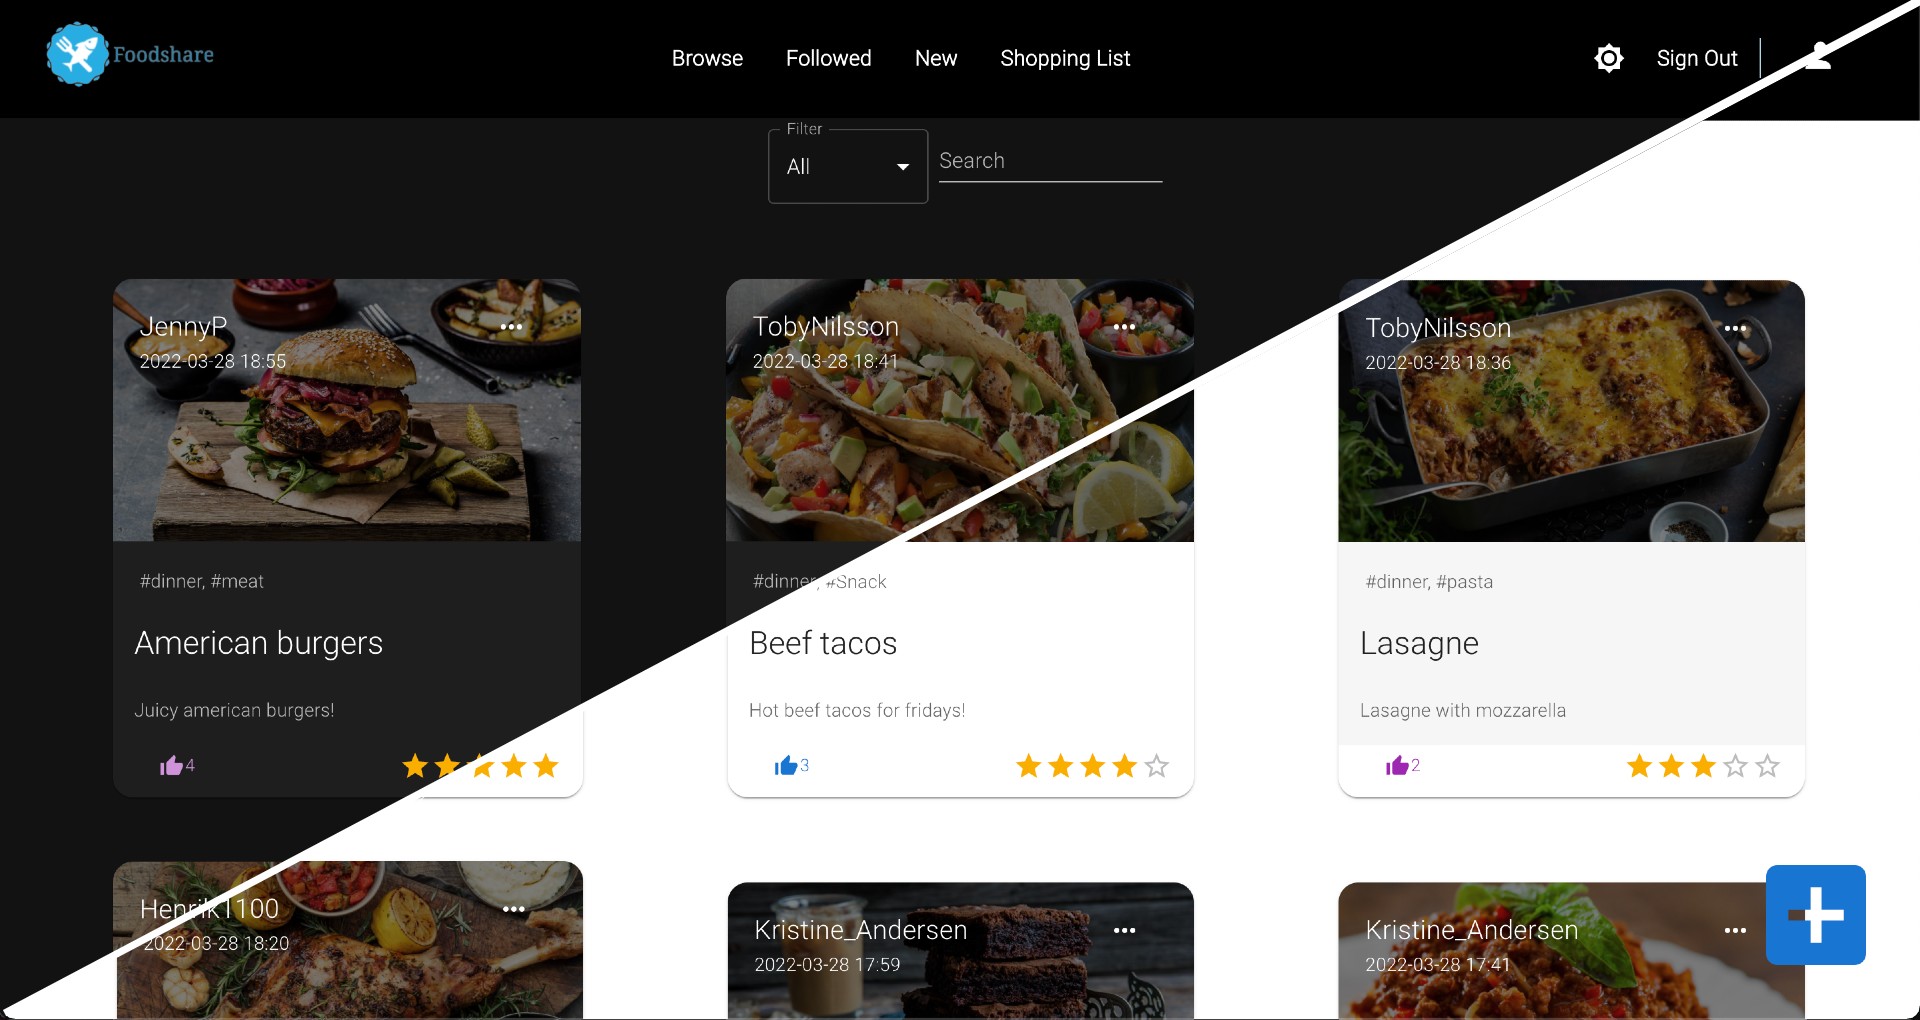 Foodshare
Browse Followed New Shopping List
Sign Out
Filter
All
Search
JennyP
2022-03-28 18:55
#dinner, #meat
American burgers
Juicy american burgers!
4
TobyNilsson
2022-03-28 18:41
#dinner, #Snack
Beef tacos
Hot beef tacos for fridays!
3
TobyNilsson
2022-03-28 18:36
#dinner, #pasta
Lasagne
Lasagne with mozzarella
2
Henrik1100
2022-03-28 18:20
Kristine_Andersen
2022-03-28 17:59
Kristine_Andersen
2022-03-28 17:41